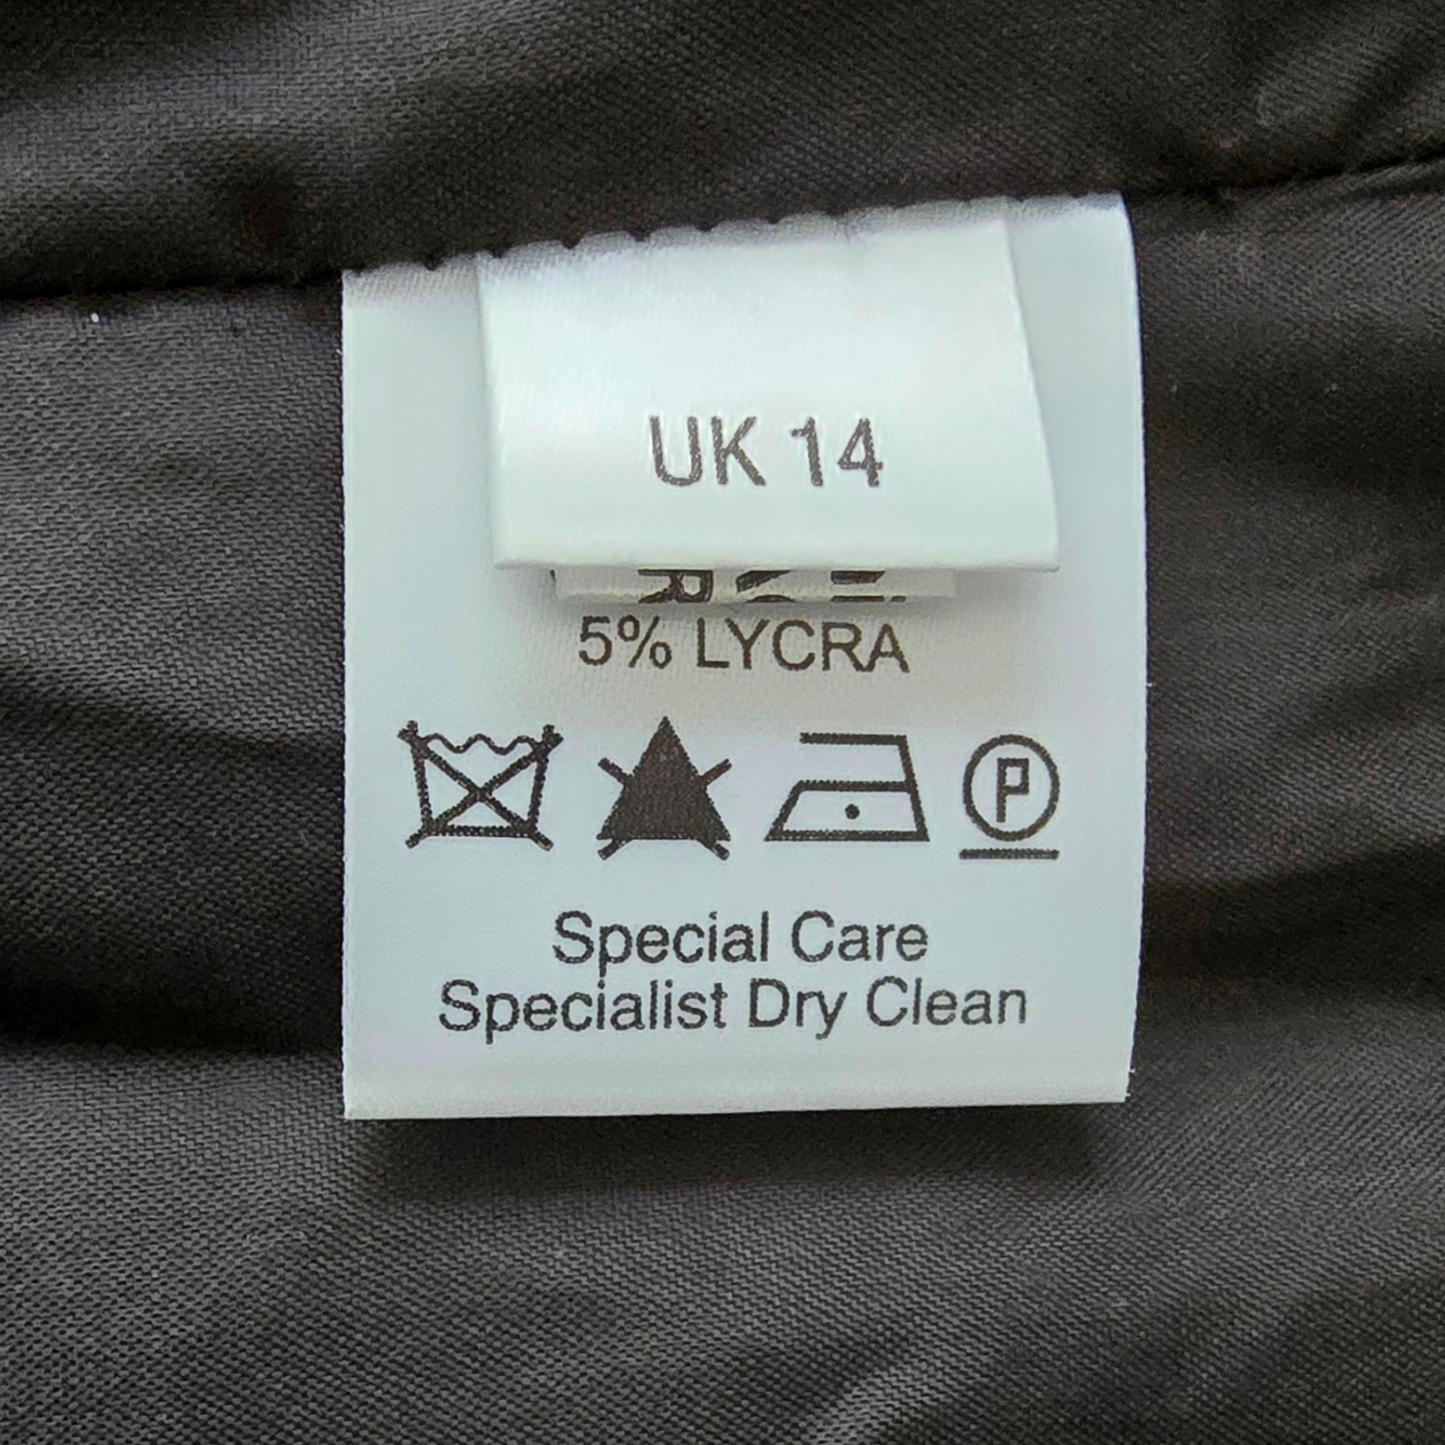 UK 14
5% LYCRA
P
Special Care
Specialist Dry Clean